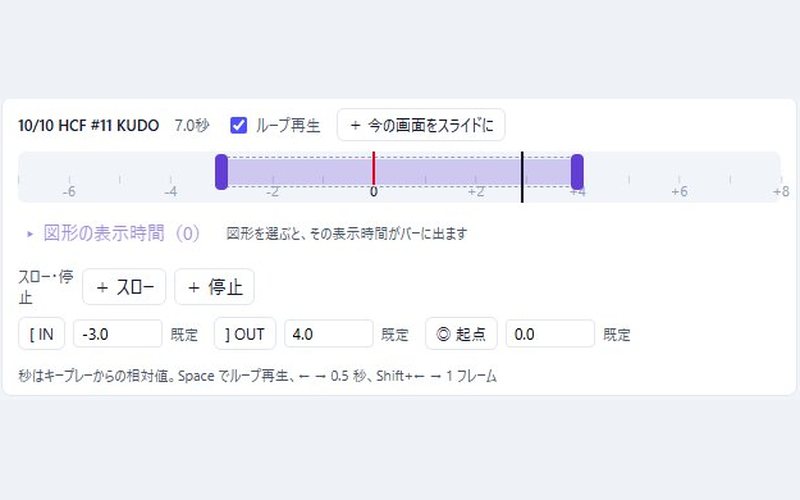 10/10 HCF #11 KUDO 7.0秒 ループ再生 + 今の画面をスライドに
-6 -4 -2 0 +2 +4 +6 +8
▸ 図形の表示時間（0） 図形を選ぶと、その表示時間がバーに出ます
スロー・停
止
+ スロー + 停止
[ IN -3.0 既定 ] OUT 4.0 既定 ◎ 起点 0.0 既定
秒はキープレーからの相対値。Space でループ再生、← → 0.5 秒、Shift+← → 1 フレーム